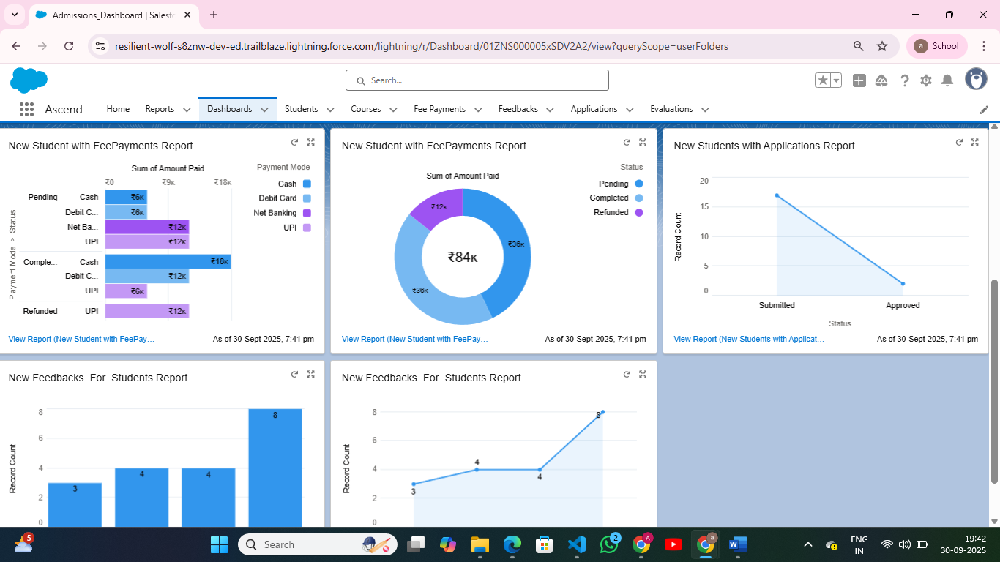 Admissions_Dashboard | Salesfo
resilient-wolf-s8znw-dev-ed.trailblaze.lightning.force.com/lightning/r/Dashboard/01ZNS000005xSDV2A2/view?queryScope=userFolders
a School
Search...
Ascend Home Reports Dashboards Students Courses Fee Payments Feedbacks Applications Evaluations
New Student with FeePayments Report
Sum of Amount Paid
₹0 ₹9K ₹18K
Payment Mode
Cash
Debit Card
Net Banking
UPI
Payment Mode > Status
Pending Cash ₹6K
Debit C... ₹6K
Net Ba... ₹12K
UPI ₹12K
Comple... Cash ₹18K
Debit C... ₹12K
UPI ₹6K
Refunded UPI ₹12K
View Report (New Student with FeePay... As of 30-Sept-2025, 7:41 pm
New Student with FeePayments Report
Sum of Amount Paid
Status
Pending
Completed
Refunded
₹12K
₹36K
₹84K
₹36K
View Report (New Student with FeePay... As of 30-Sept-2025, 7:41 pm
New Students with Applications Report
Record Count
20
15
10
5
0
Submitted Approved
Status
View Report (New Students with Applicat... As of 30-Sept-2025, 7:41 pm
New Feedbacks_For_Students Report
Record Count
8
6
4
2
0
3 4 4 8
New Feedbacks_For_Students Report
Record Count
8
6
4
2
0
3 4 4 8
5
Search
2
A
a
ENG
IN
19:42
30-09-2025